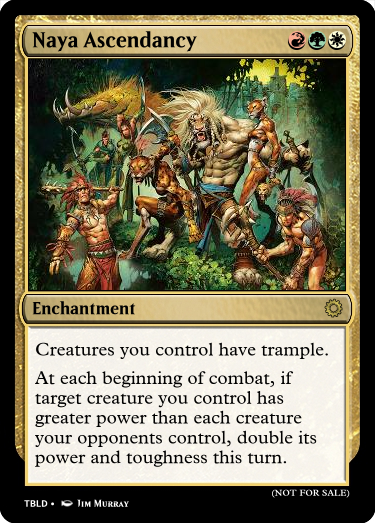 Naya Ascendancy
Enchantment
Creatures you control have trample.
At each beginning of combat, if
target creature you control has
greater power than each creature
your opponents control, double its
power and toughness this turn.
(NOT FOR SALE)
TBLD • Jim Murray